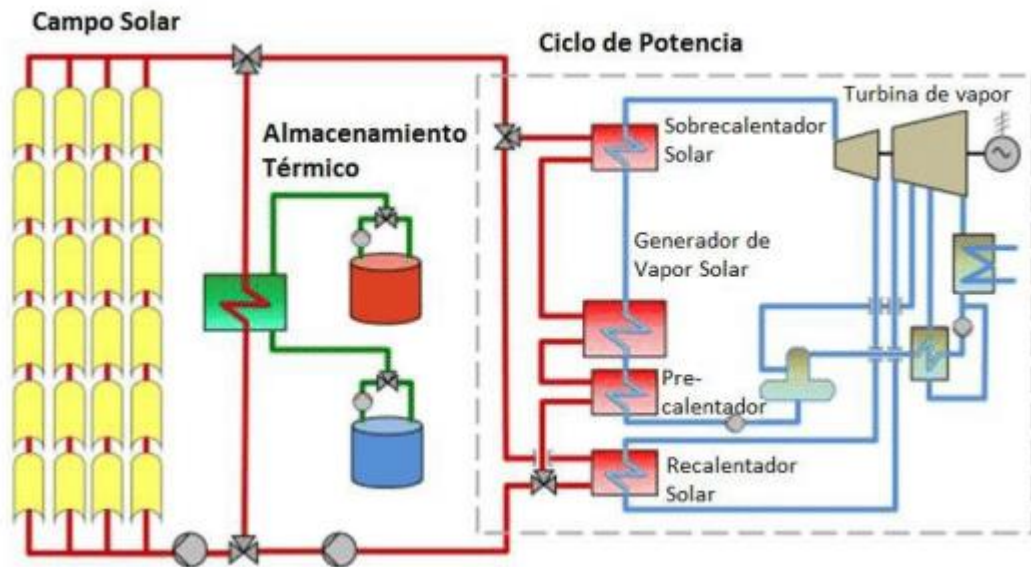 Campo Solar
Ciclo de Potencia
Turbina de vapor
Almacenamiento
Térmico
Sobrecalentador
Solar
Generador de
Vapor Solar
Pre-
calentador
Recalentador
Solar